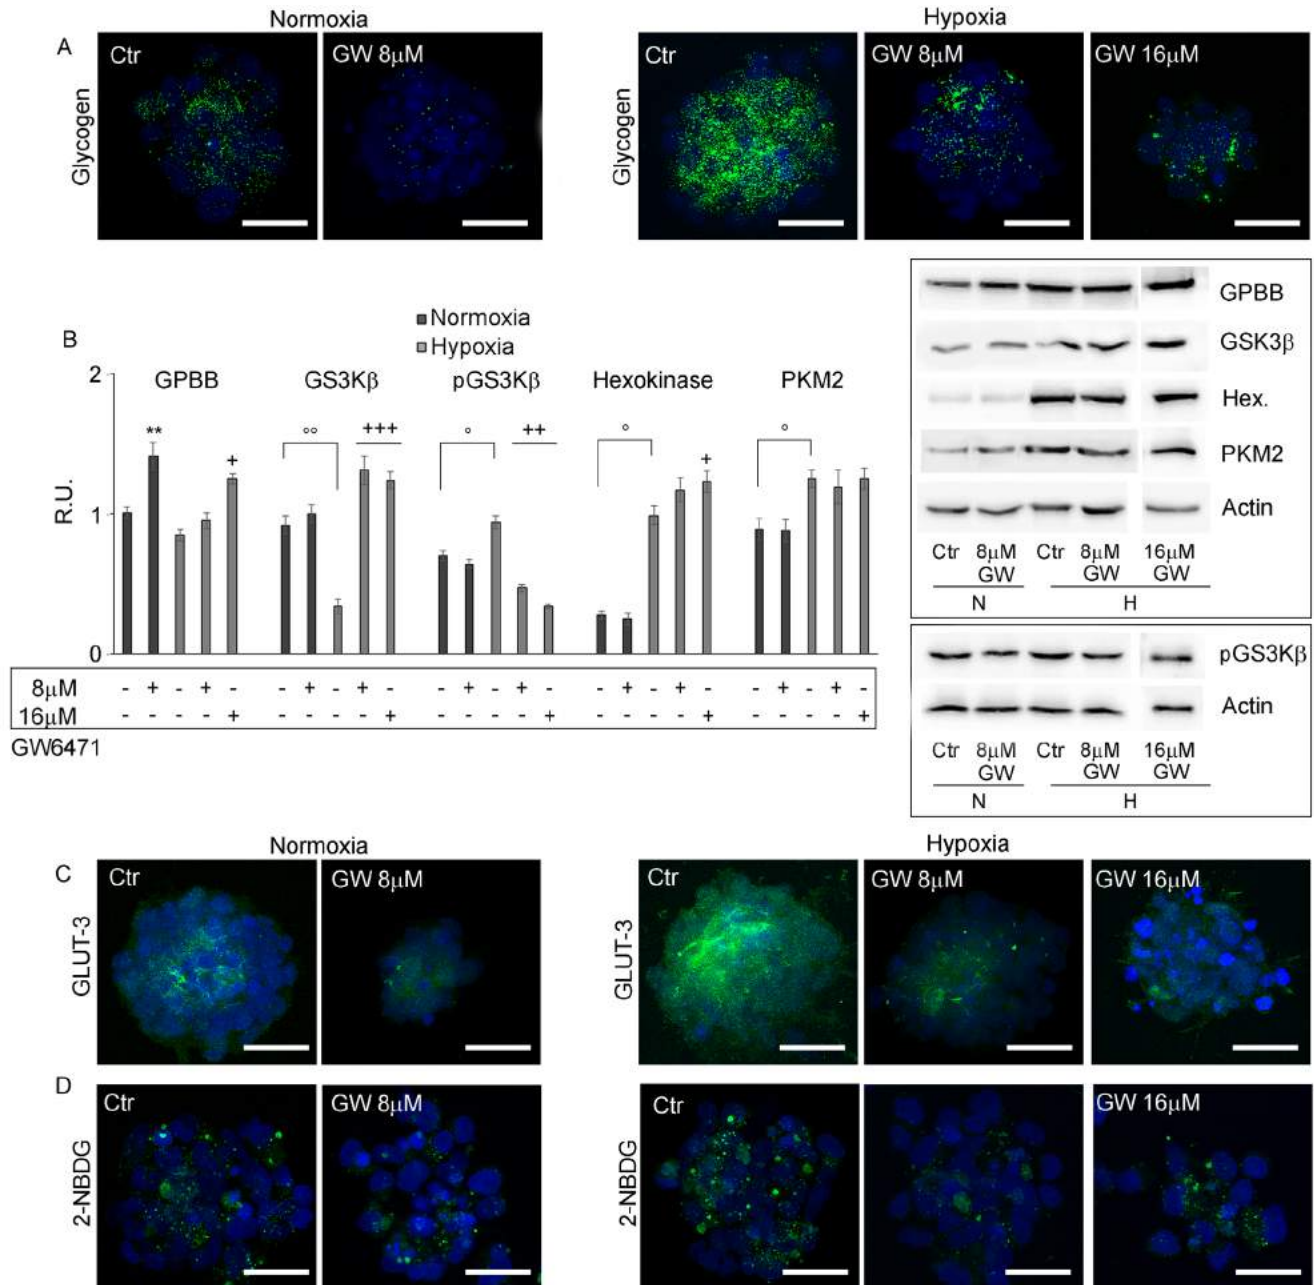 Normoxia
Hypoxia
A
Ctr
GW 8µM
Ctr
GW 8µM
GW 16µM
Glycogen
Glycogen
B
Normoxia
Hypoxia
GPBB
GS3Kβ
pGS3Kβ
Hexokinase
PKM2
R.U.
2
1
0
**
+
°°
+++
°
++
°
+
°
8µM - + - + - - + - + - - + - + - - + - + - - + - + -
16µM - - - - + - - - - + - - - - + - - - - + - - - - +
GW6471
GPBB
GSK3β
Hex.
PKM2
Actin
Ctr 8µM Ctr 8µM 16µM
GW GW GW
N H
pGS3Kβ
Actin
Ctr 8µM Ctr 8µM 16µM
GW GW GW
N H
Normoxia
Hypoxia
C
Ctr
GW 8µM
Ctr
GW 8µM
GW 16µM
GLUT-3
GLUT-3
D
Ctr
GW 8µM
Ctr
GW 8µM
GW 16µM
2-NBDG
2-NBDG